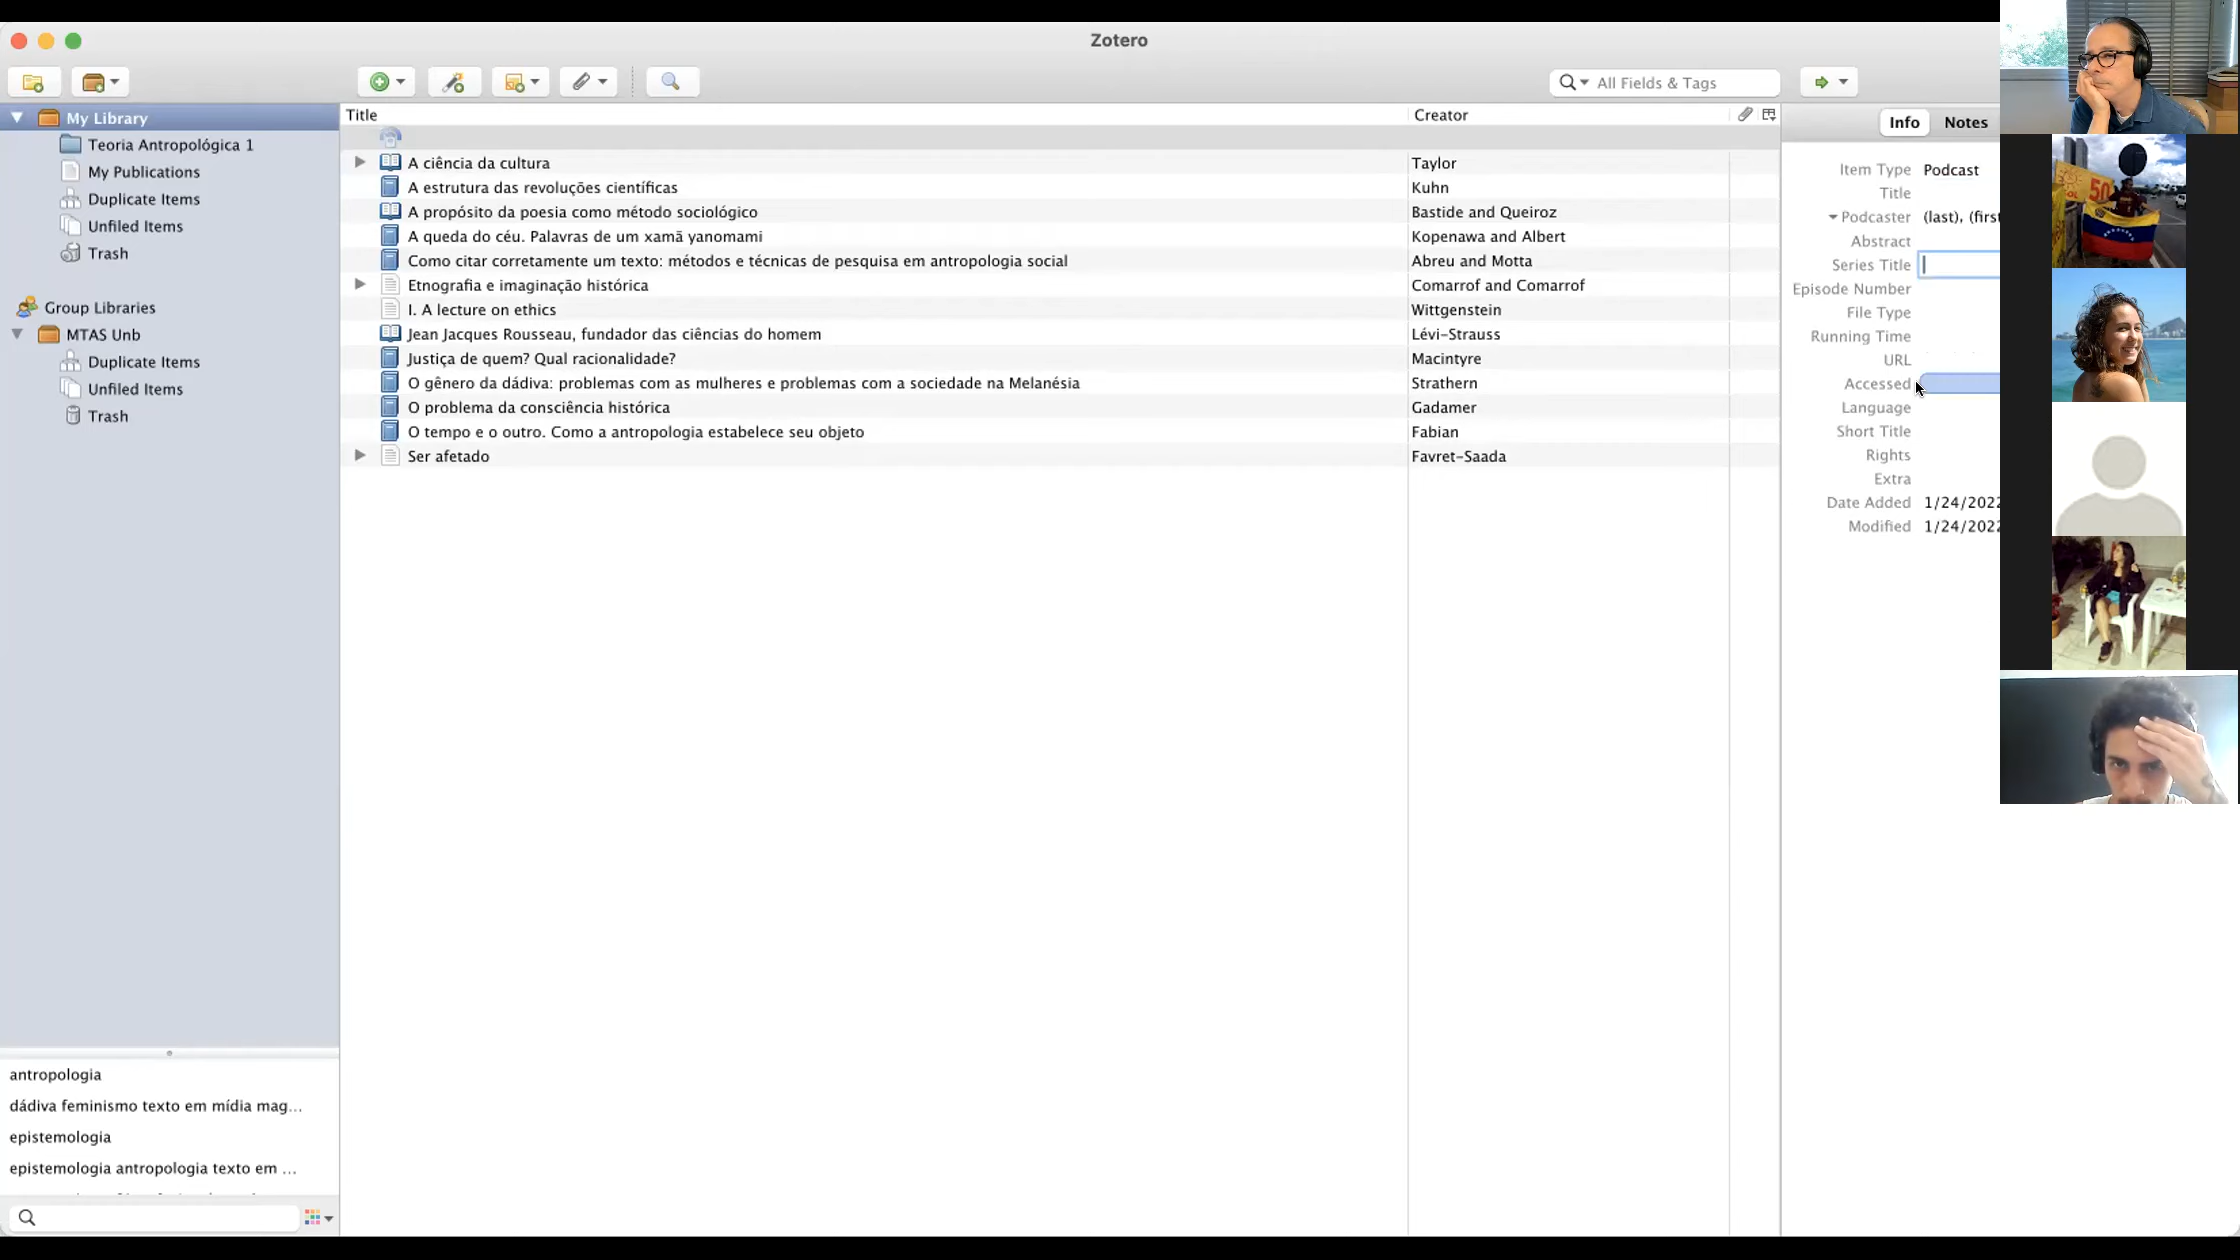 Zotero
All Fields & Tags
My Library
Teoria Antropológica 1
My Publications
Duplicate Items
Unfiled Items
Trash
Group Libraries
MTAS Unb
Duplicate Items
Unfiled Items
Trash
antropologia
dádiva feminismo texto em mídia mag...
epistemologia
epistemologia antropologia texto em ...
Title Creator
A ciência da cultura Taylor
A estrutura das revoluções científicas Kuhn
A propósito da poesia como método sociológico Bastide and Queiroz
A queda do céu. Palavras de um xamã yanomami Kopenawa and Albert
Como citar corretamente um texto: métodos e técnicas de pesquisa em antropologia social Abreu and Motta
Etnografia e imaginação histórica Comarrof and Comarrof
I. A lecture on ethics Wittgenstein
Jean Jacques Rousseau, fundador das ciências do homem Lévi-Strauss
Justiça de quem? Qual racionalidade? Macintyre
O gênero da dádiva: problemas com as mulheres e problemas com a sociedade na Melanésia Strathern
O problema da consciência histórica Gadamer
O tempo e o outro. Como a antropologia estabelece seu objeto Fabian
Ser afetado Favret-Saada
Info Notes
Item Type Podcast
Title
Podcaster (last), (first
Abstract
Series Title
Episode Number
File Type
Running Time
URL
Accessed
Language
Short Title
Rights
Extra
Date Added 1/24/2022
Modified 1/24/2022
50